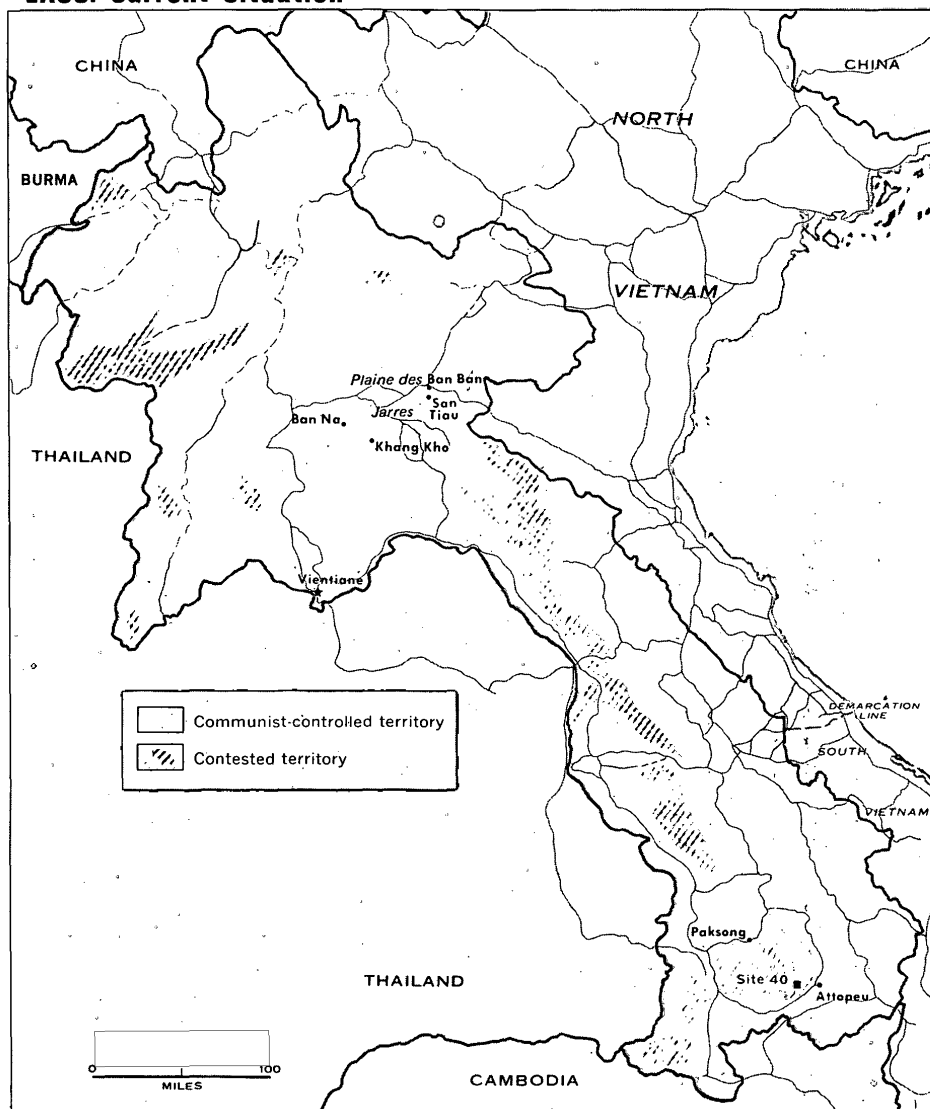 LAOS: Current Situation
CHINA
CHINA
NORTH
BURMA
VIETNAM
Plaine des Ban Ban
San
Tiau
Ban Na
Jarres
Khang Kho
THAILAND
Vientiane
Communist-controlled territory
Contested territory
DEMARCATION
LINE
SOUTH
VIETNAM
Paksong
Site 40
Attopeu
THAILAND
0 100
MILES
CAMBODIA